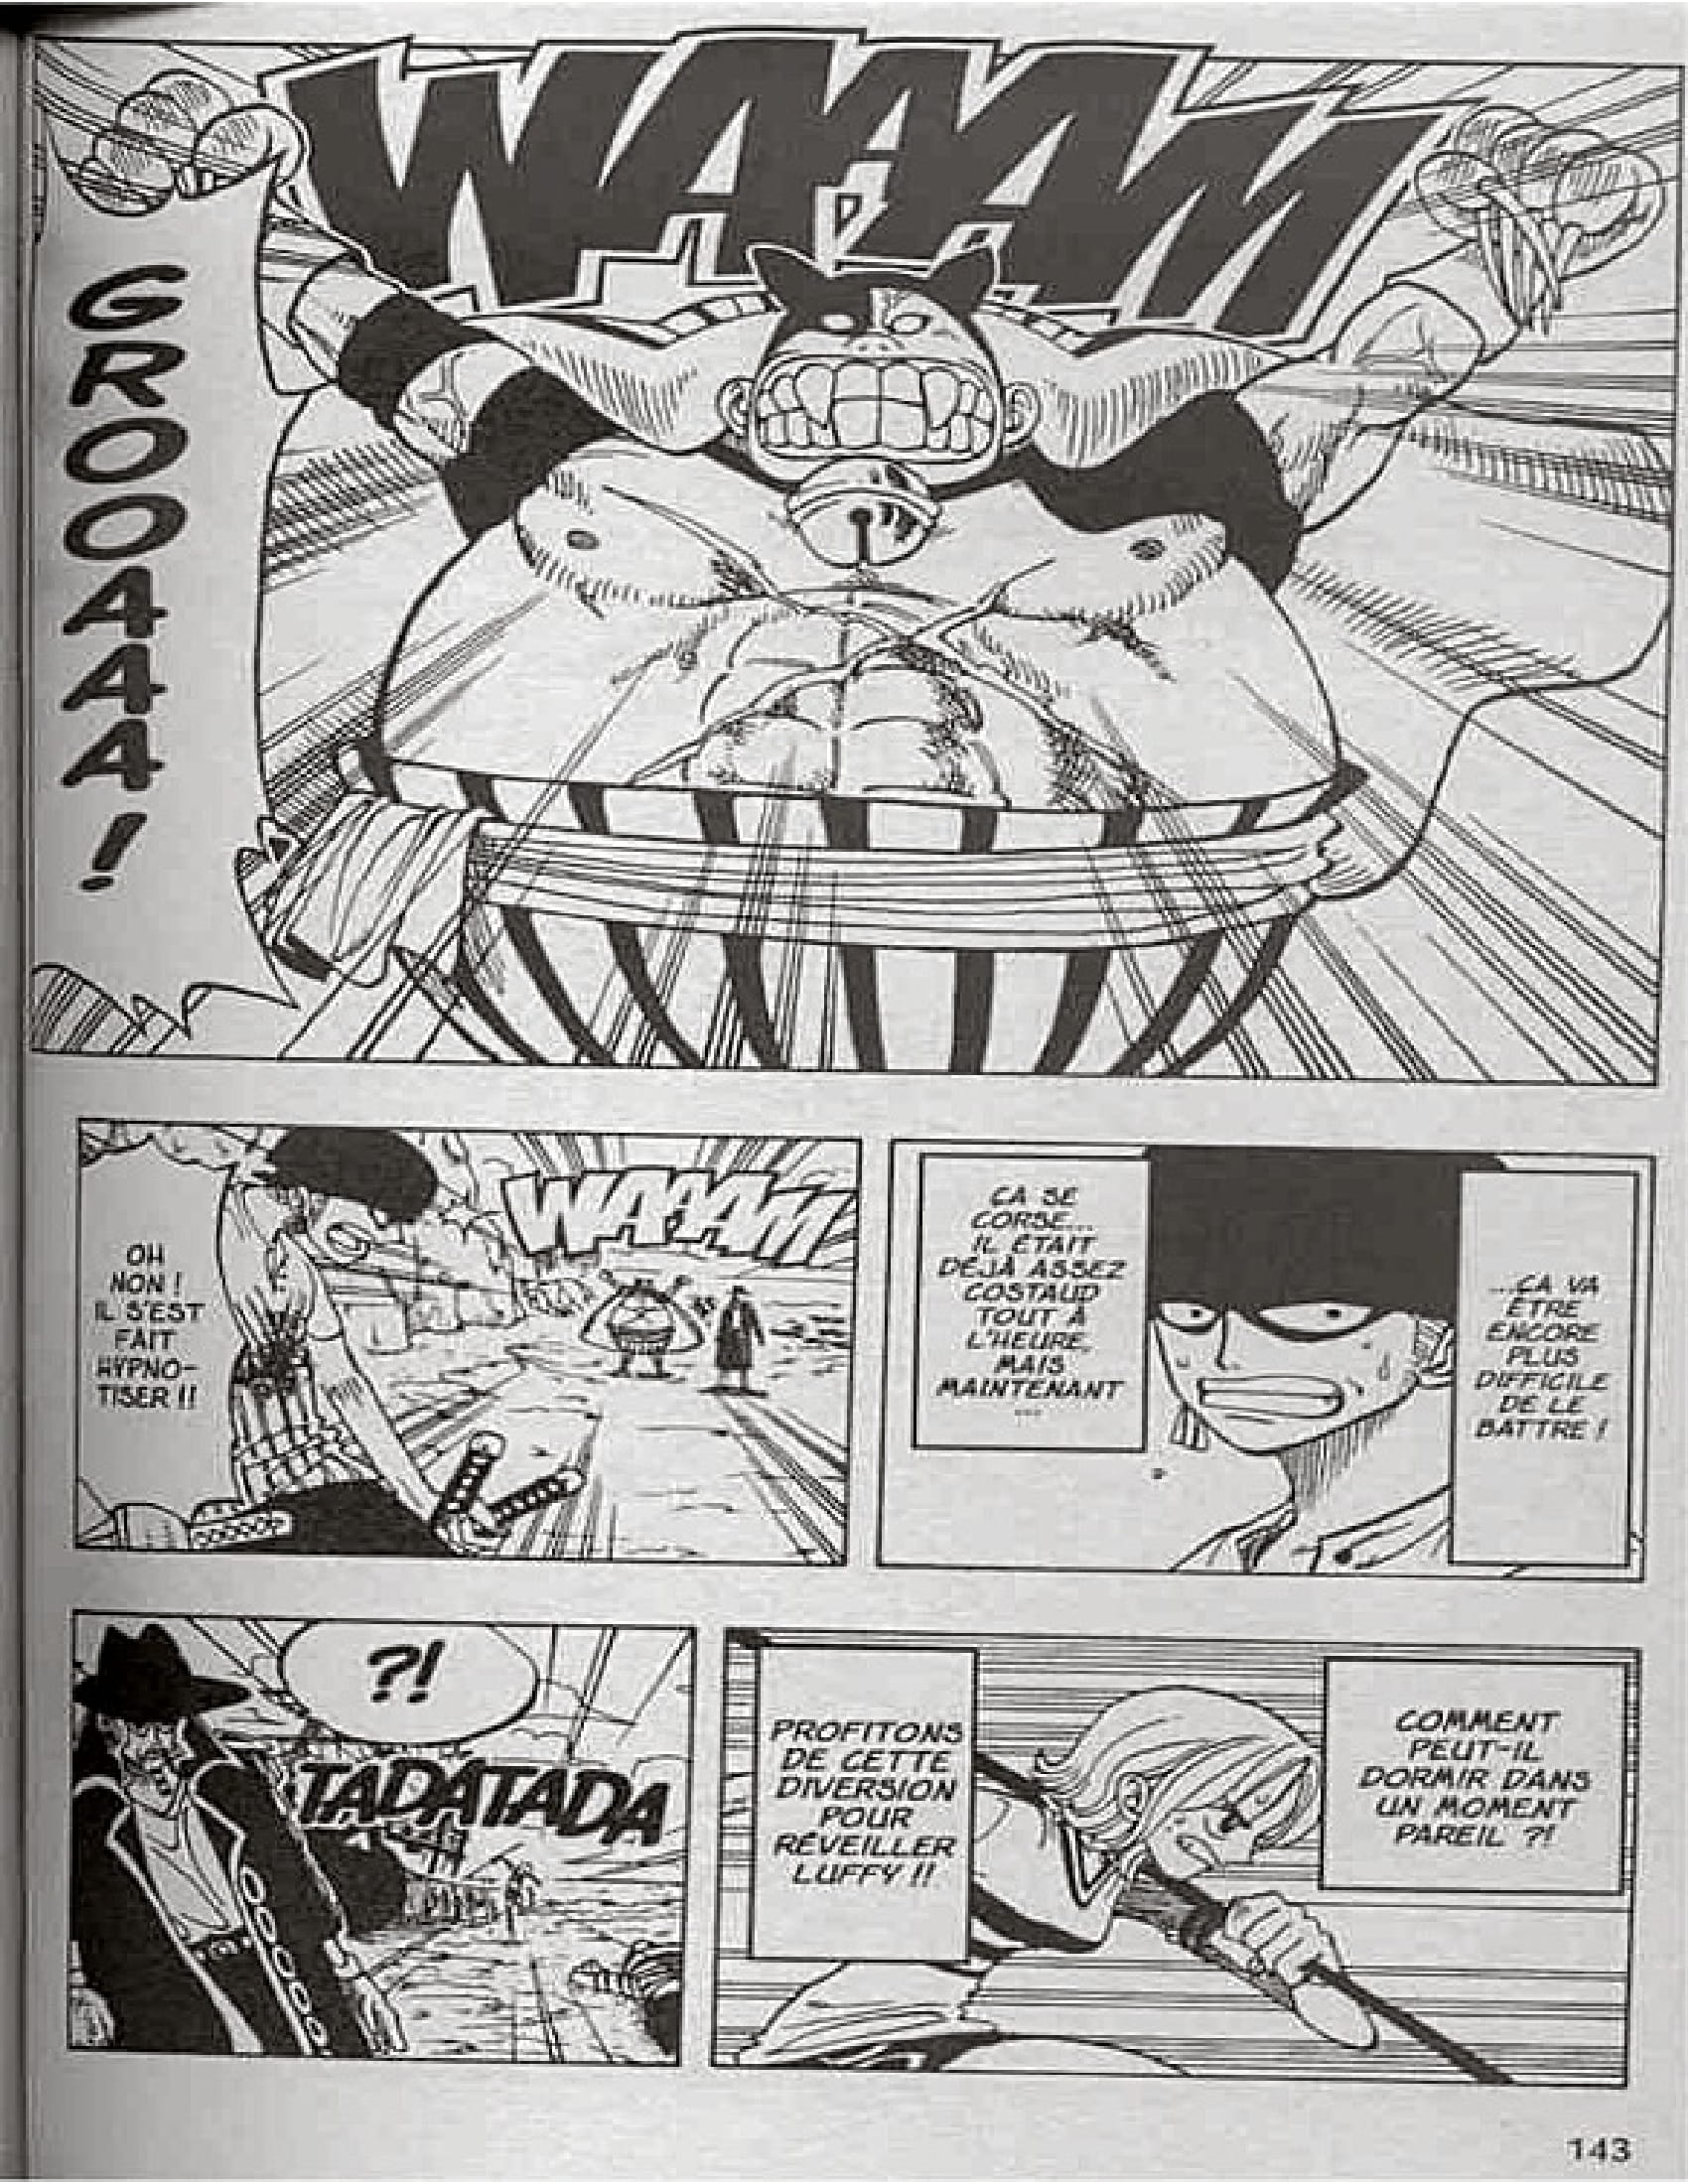 WAAAM
GROOAAA !
OH
NON !
IL S'EST
FAIT
HYPNO-
TISER !!
WAAAM
ÇA SE
CORSE...
IL ÉTAIT
DÉJÀ ASSEZ
COSTAUD
TOUT À
L'HEURE,
MAIS
MAINTENANT
...
...ÇA VA
ÊTRE
ENCORE
PLUS
DIFFICILE
DE LE
BATTRE !
?!
TADATADA
PROFITONS
DE CETTE
DIVERSION
POUR
RÉVEILLER
LUFFY !!
COMMENT
PEUT-IL
DORMIR DANS
UN MOMENT
PAREIL ?!
143